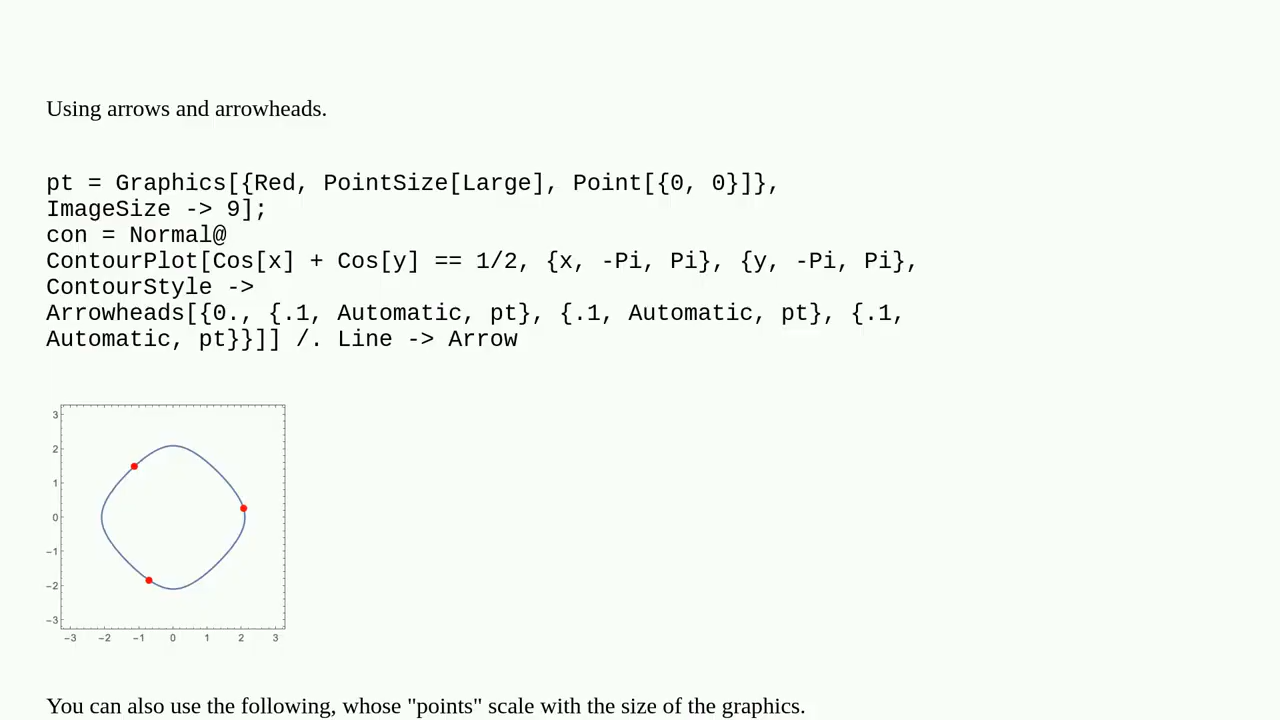 Using arrows and arrowheads.
pt = Graphics[{Red, PointSize[Large], Point[{0, 0}]},
ImageSize -> 9];
con = Normal@
ContourPlot[Cos[x] + Cos[y] == 1/2, {x, -Pi, Pi}, {y, -Pi, Pi},
ContourStyle ->
Arrowheads[{0., {.1, Automatic, pt}, {.1, Automatic, pt}, {.1,
Automatic, pt}}]] /. Line -> Arrow
3
2
1
0
−1
−2
−3
−3 −2 −1 0 1 2 3
You can also use the following, whose "points" scale with the size of the graphics.